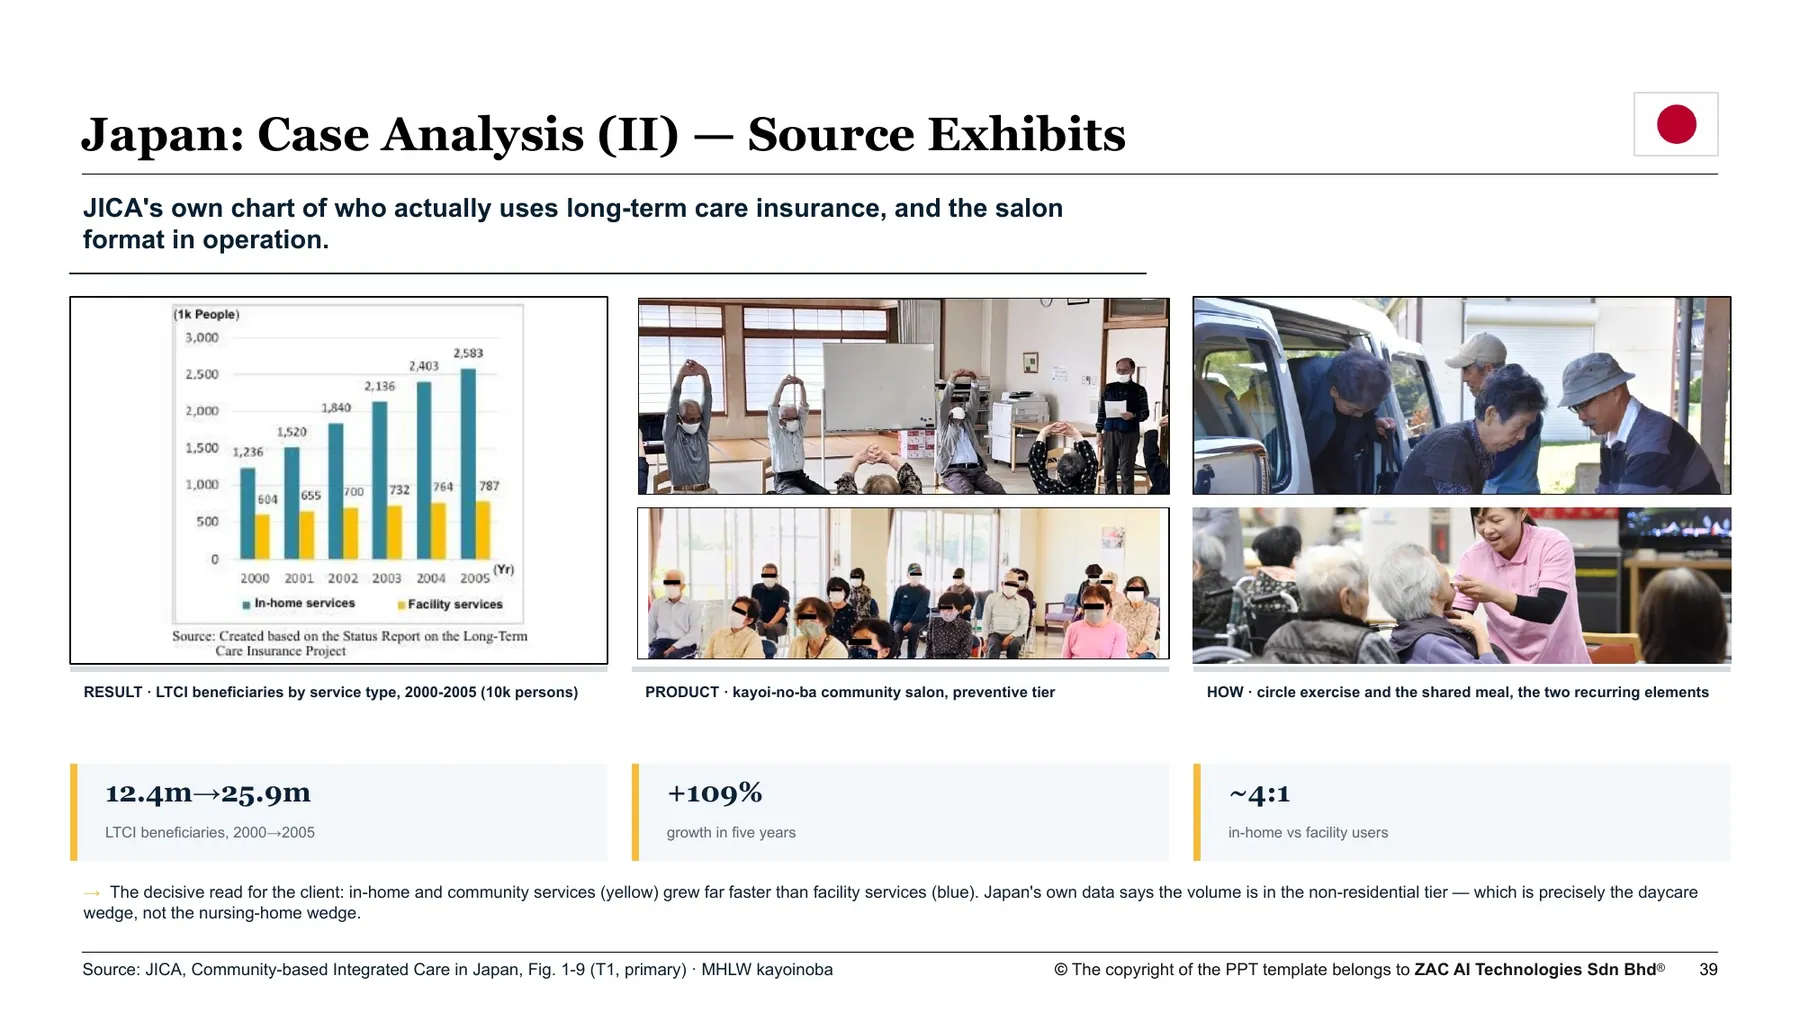 Japan: Case Analysis (II) — Source Exhibits
JICA's own chart of who actually uses long-term care insurance, and the salon
format in operation.
(1k People)
3,000
2,500
2,000
1,500
1,000
500
0
1,236
604
1,520
655
1,840
700
2,136
732
2,403
764
2,583
787
2000 2001 2002 2003 2004 2005 (Yr)
In-home services Facility services
Source: Created based on the Status Report on the Long-Term
Care Insurance Project
RESULT · LTCI beneficiaries by service type, 2000-2005 (10k persons)
PRODUCT · kayoi-no-ba community salon, preventive tier
HOW · circle exercise and the shared meal, the two recurring elements
12.4m→25.9m
LTCI beneficiaries, 2000→2005
+109%
growth in five years
~4:1
in-home vs facility users
→ The decisive read for the client: in-home and community services (yellow) grew far faster than facility services (blue). Japan's own data says the volume is in the non-residential tier — which is precisely the daycare
wedge, not the nursing-home wedge.
Source: JICA, Community-based Integrated Care in Japan, Fig. 1-9 (T1, primary) · MHLW kayoinoba
© The copyright of the PPT template belongs to ZAC AI Technologies Sdn Bhd® 39